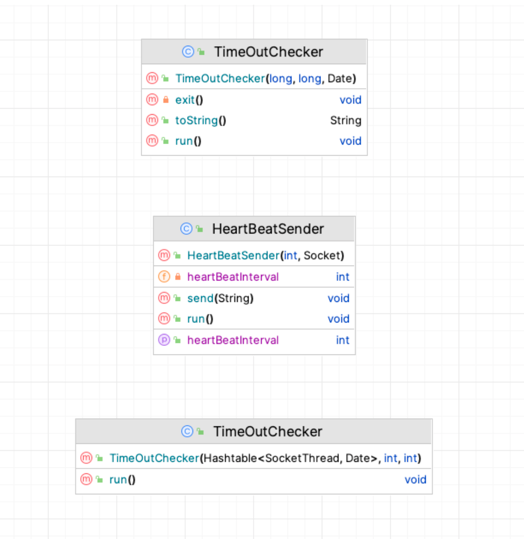 TimeOutChecker
TimeOutChecker(long, long, Date)
exit() void
toString() String
run() void
HeartBeatSender
HeartBeatSender(int, Socket)
heartBeatInterval int
send(String) void
run() void
heartBeatInterval int
TimeOutChecker
TimeOutChecker(Hashtable<SocketThread, Date>, int, int)
run() void